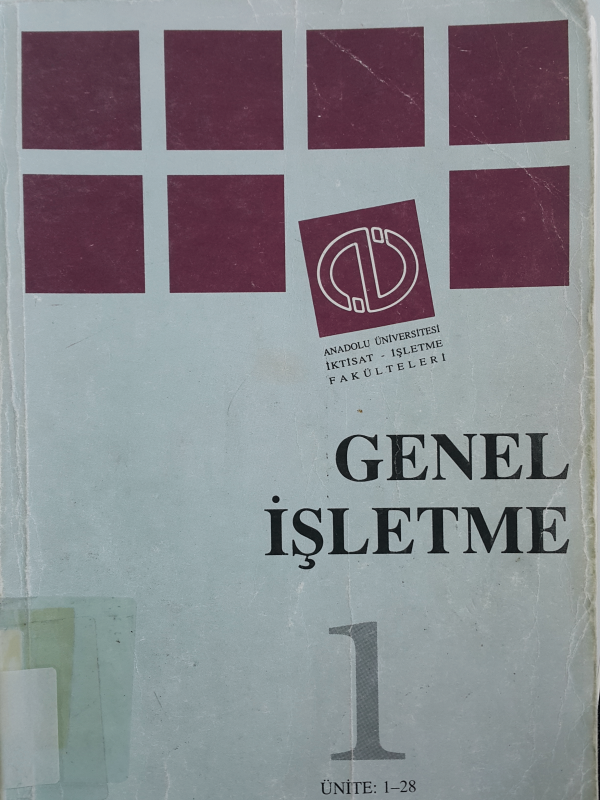 ANADOLU ÜNİVERSİTESİ
İKTİSAT - İŞLETME
FAKÜLTELERİ
GENEL
İŞLETME
1
ÜNİTE: 1–28